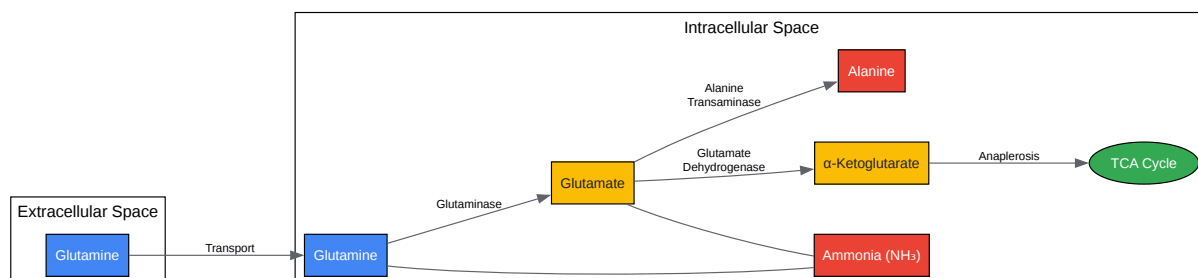 Intracellular Space
Alanine
Alanine
Transaminase
Glutamate
Dehydrogenase
α-Ketoglutarate
Anaplerosis
TCA Cycle
Glutamate
Glutaminase
Extracellular Space
Glutamine
Transport
Glutamine
Ammonia (NH₃)